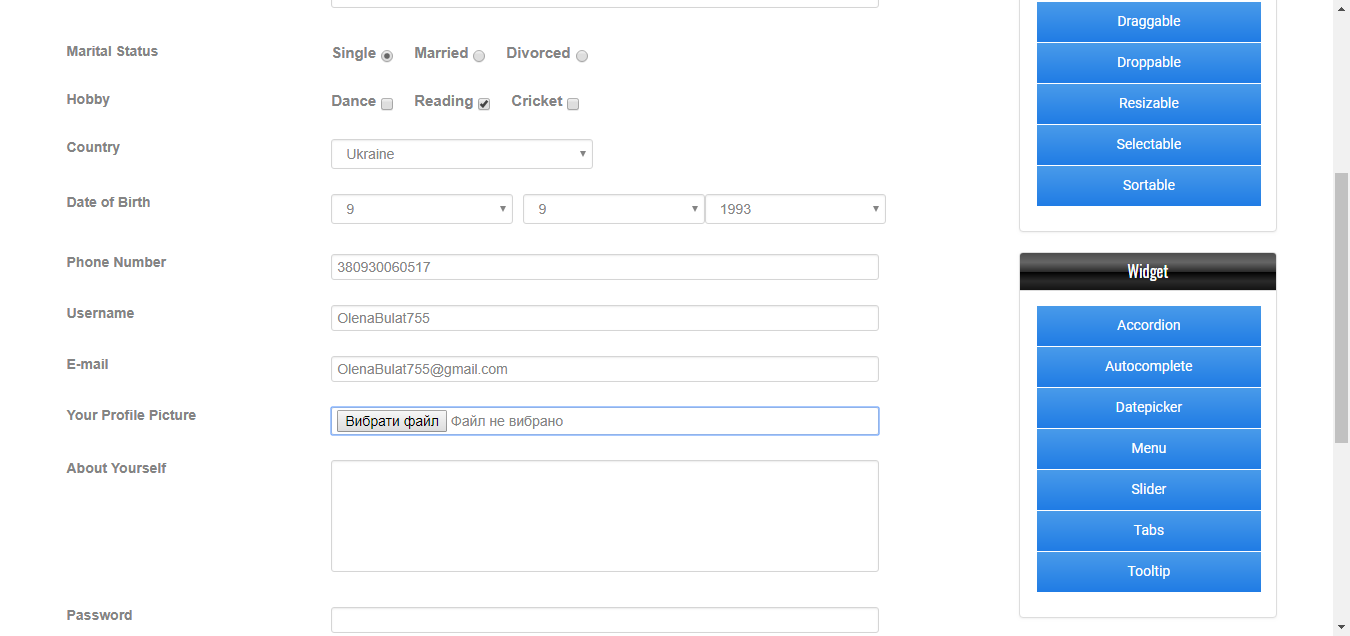 Marital Status
Single Married Divorced
Hobby
Dance Reading Cricket
Country
Ukraine
Date of Birth
9 9 1993
Phone Number
380930060517
Username
OlenaBulat755
E-mail
OlenaBulat755@gmail.com
Your Profile Picture
Вибрати файл Файл не вибрано
About Yourself
Password
Draggable
Droppable
Resizable
Selectable
Sortable
Widget
Accordion
Autocomplete
Datepicker
Menu
Slider
Tabs
Tooltip